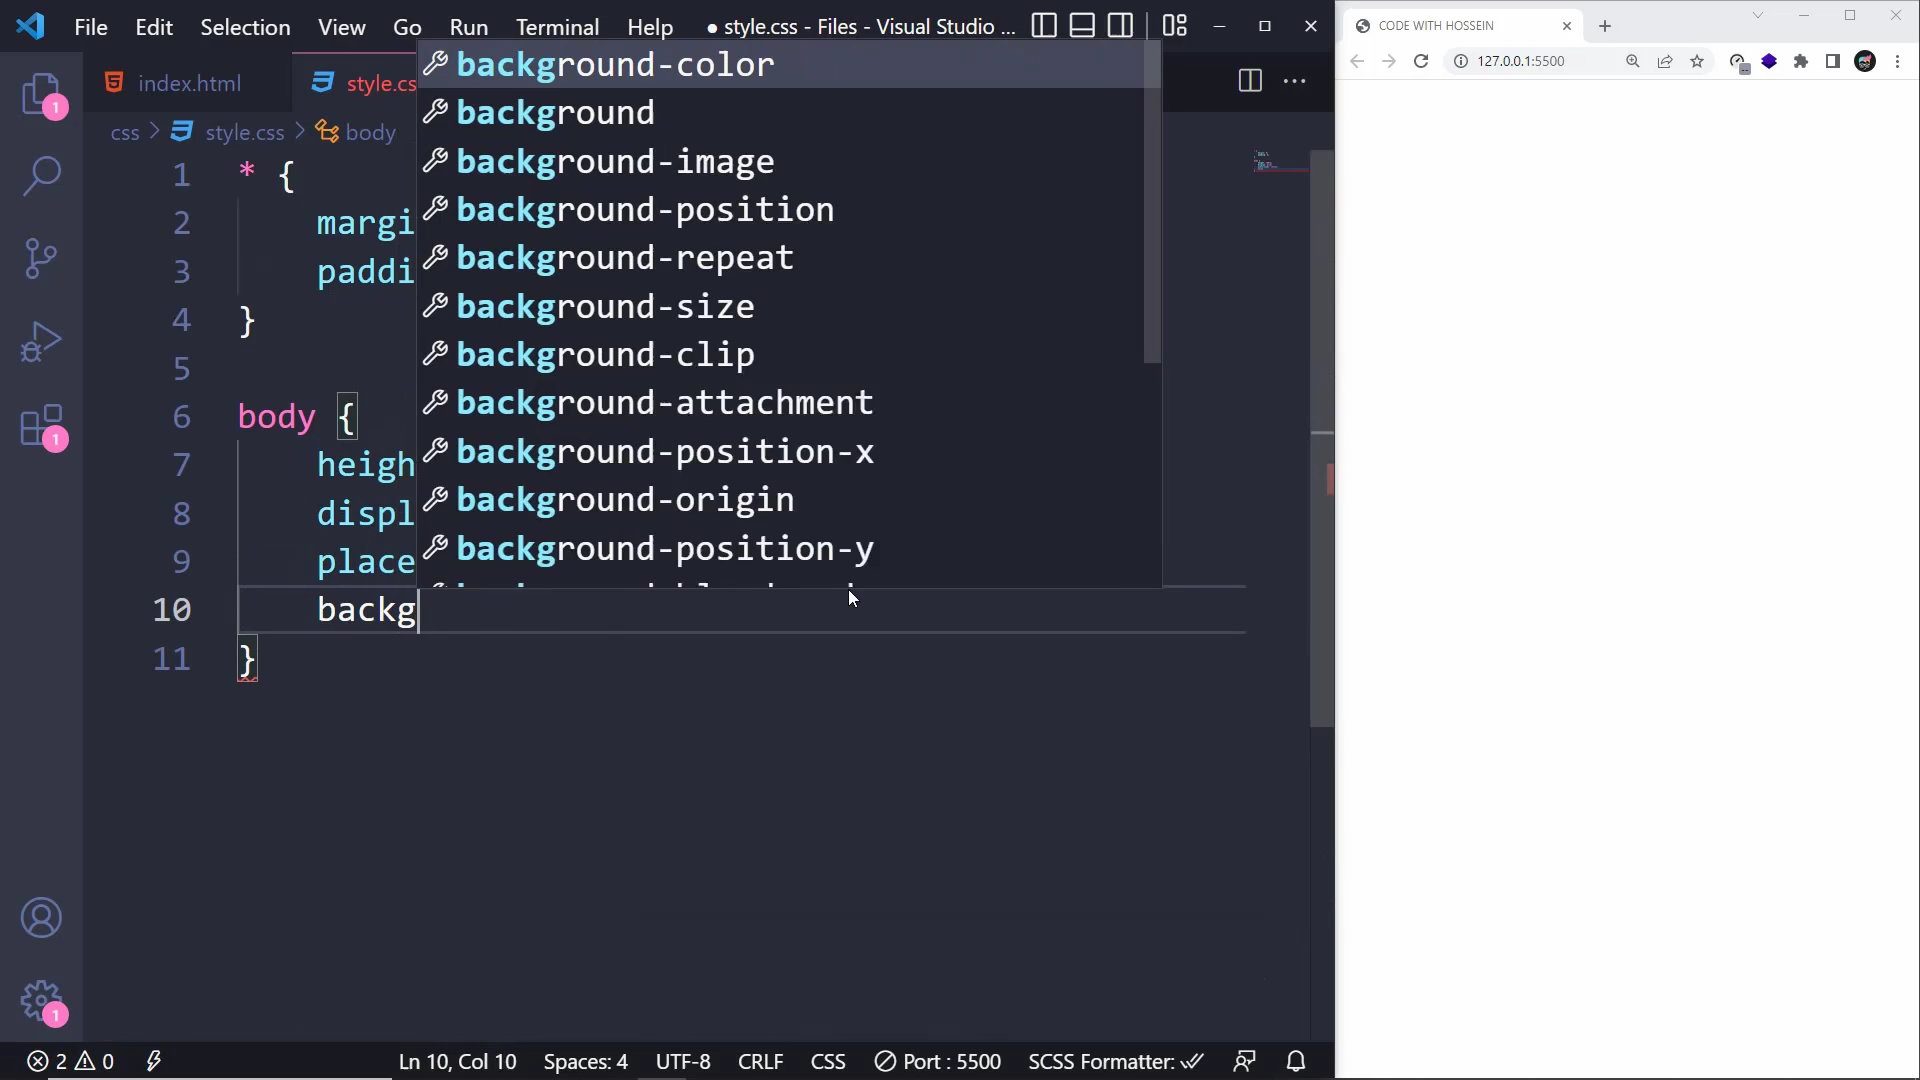 File Edit Selection View Go Run Terminal Help ● style.css - Files - Visual Studio ...
CODE WITH HOSSEIN
127.0.0.1:5500
index.html style.cs
css > style.css > body
1 * {
2 margi
3 paddi
4 }
5
6 body {
7 heigh
8 displ
9 place
10 backg
11 }
background-color
background
background-image
background-position
background-repeat
background-size
background-clip
background-attachment
background-position-x
background-origin
background-position-y
1
1
1
2 0 Ln 10, Col 10 Spaces: 4 UTF-8 CRLF CSS Port : 5500 SCSS Formatter: